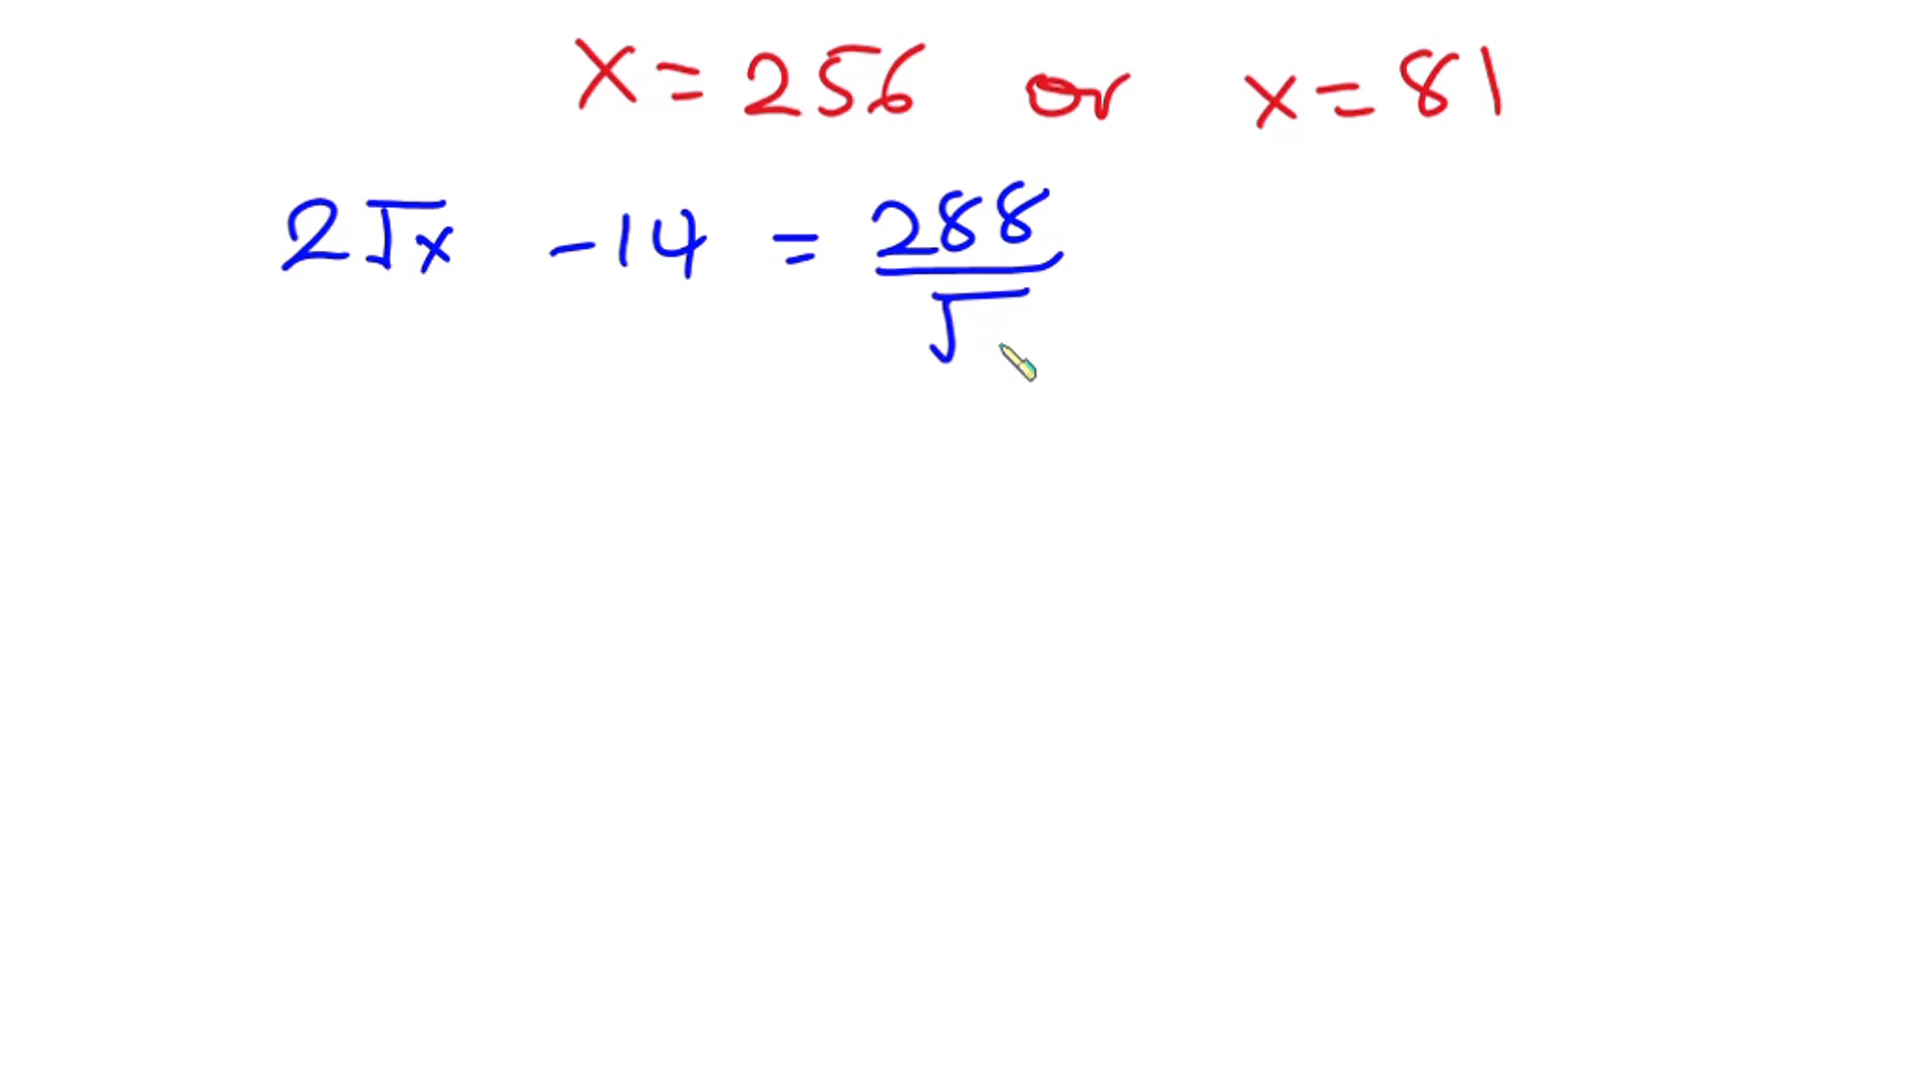 x = 256 or x = 81
2√x - 14 = 288/√